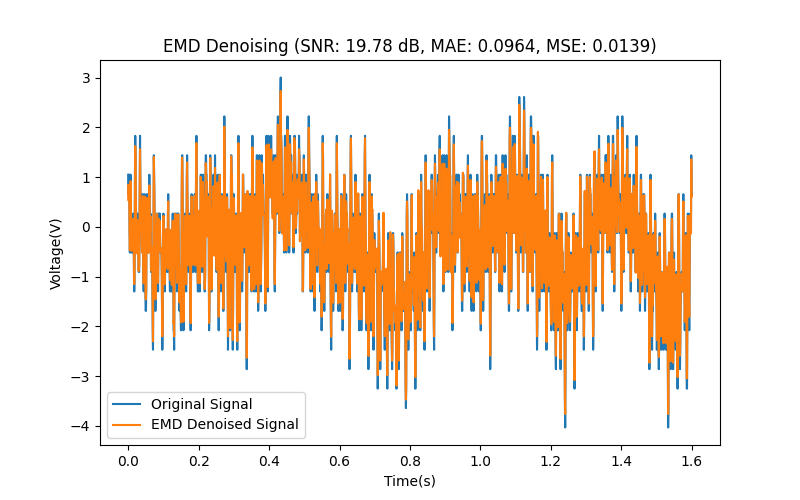 EMD Denoising (SNR: 19.78 dB, MAE: 0.0964, MSE: 0.0139)
3
2
1
0
−1
−2
−3
−4
Voltage(V)
Original Signal
EMD Denoised Signal
0.0 0.2 0.4 0.6 0.8 1.0 1.2 1.4 1.6
Time(s)